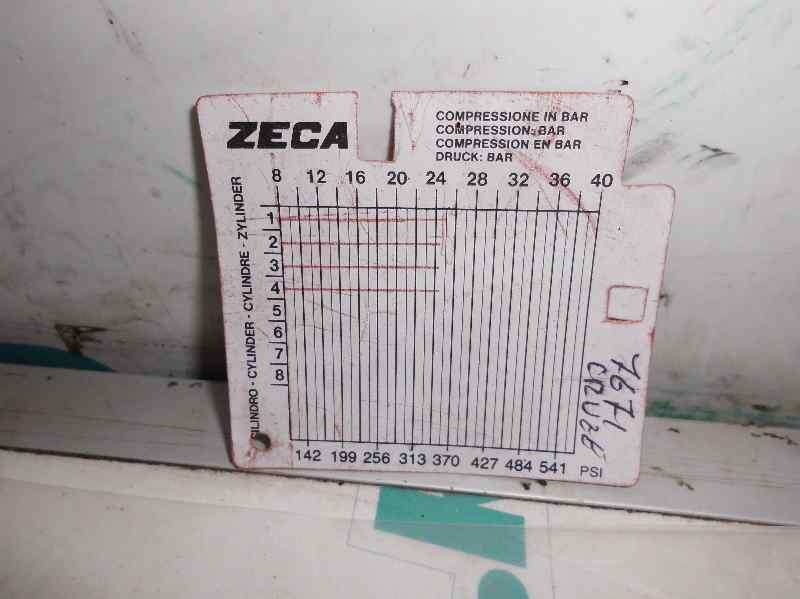 ZECA
COMPRESSIONE IN BAR
COMPRESSION: BAR
COMPRESSION EN BAR
DRUCK: BAR
8 12 16 20 24 28 32 36 40
CILINDRO - CYLINDER - CYLINDRE - ZYLINDER
1
2
3
4
5
6
7
8
142 199 256 313 370 427 484 541 PSI
7671